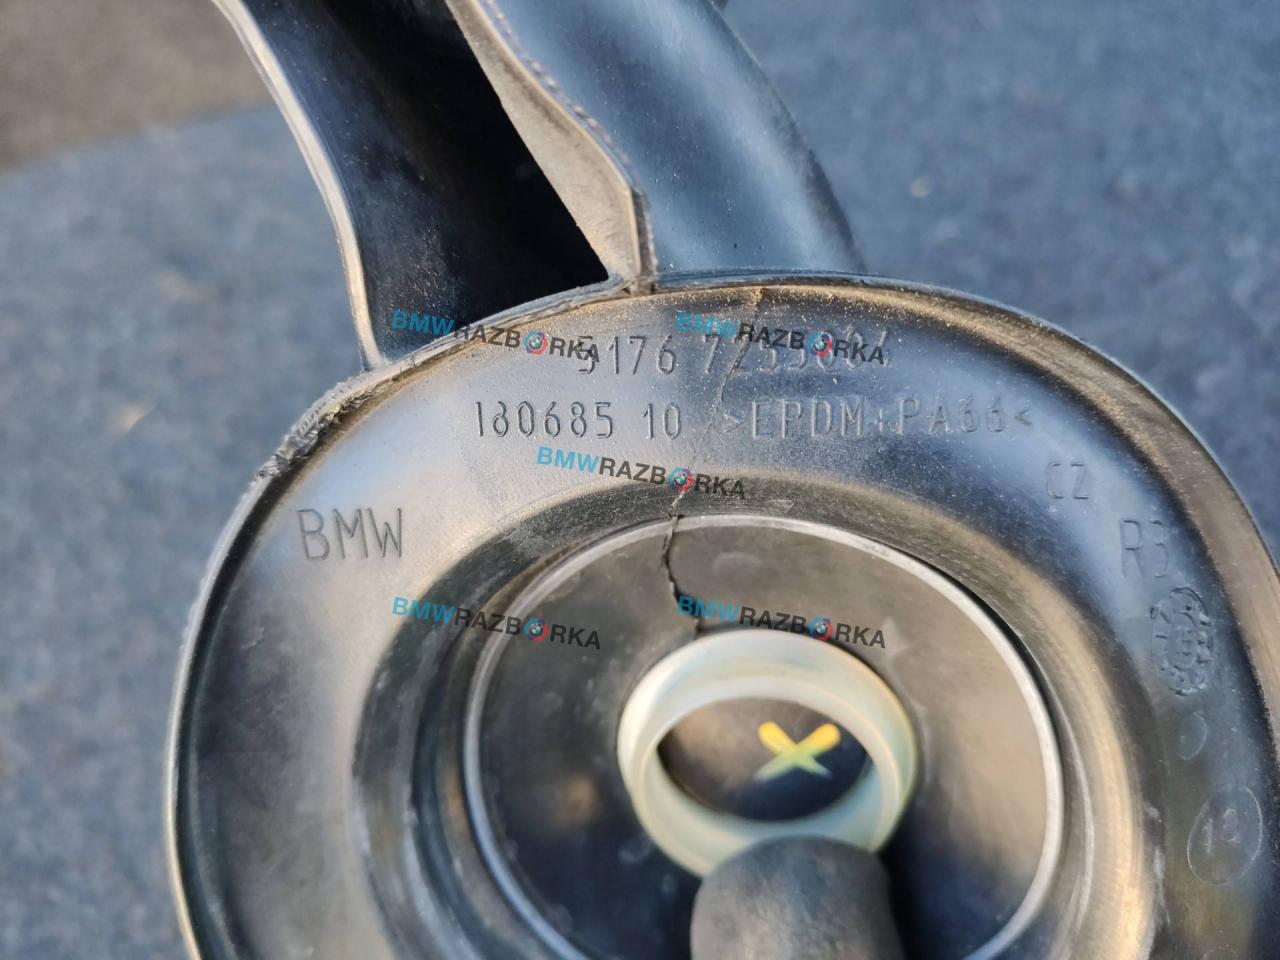 BMWRAZBORKA BMWRAZBORKA
5176
180685 10 >EPDM+PA66<
BMWRAZBORKA
CZ
BMW
R3
BMWRAZBORKA BMWRAZBORKA